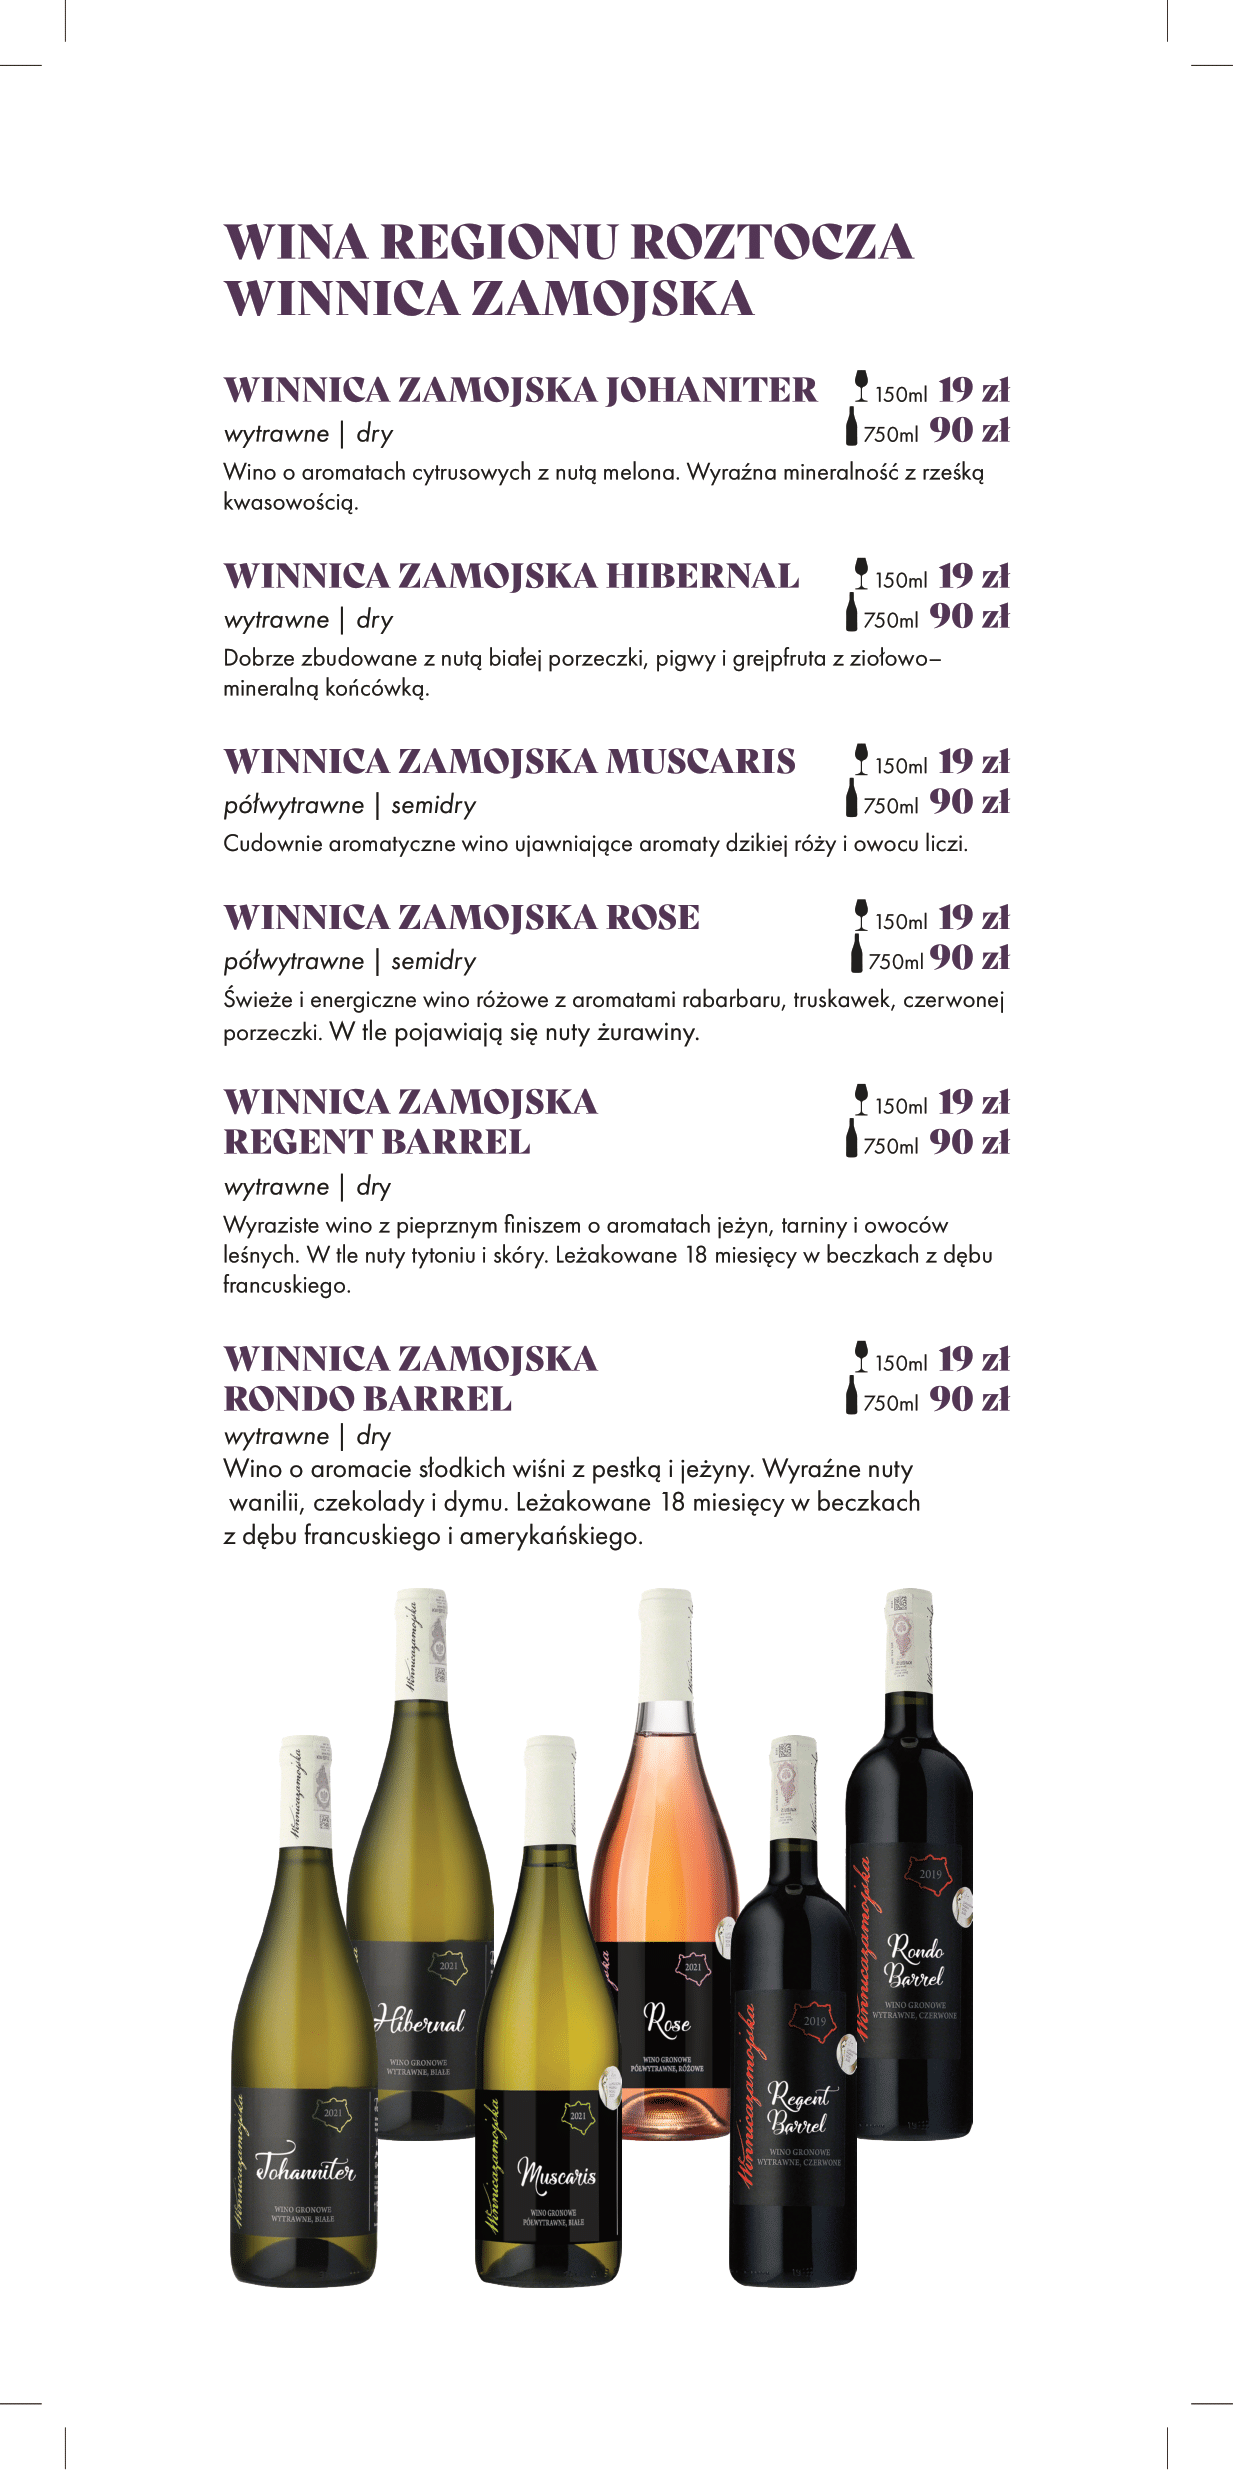 WINA REGIONU ROZTOCZA
WINNICA ZAMOJSKA
WINNICA ZAMOJSKA JOHANITER 150ml 19 zł
wytrawne | dry 750ml 90 zł
Wino o aromatach cytrusowych z nutą melona. Wyraźna mineralność z rześką
kwasowością.
WINNICA ZAMOJSKA HIBERNAL 150ml 19 zł
wytrawne | dry 750ml 90 zł
Dobrze zbudowane z nutą białej porzeczki, pigwy i grejpfruta z ziołowo–
mineralną końcówką.
WINNICA ZAMOJSKA MUSCARIS 150ml 19 zł
półwytrawne | semidry 750ml 90 zł
Cudownie aromatyczne wino ujawniające aromaty dzikiej róży i owocu liczi.
WINNICA ZAMOJSKA ROSE 150ml 19 zł
półwytrawne | semidry 750ml 90 zł
Świeże i energiczne wino różowe z aromatami rabarbaru, truskawek, czerwonej
porzeczki. W tle pojawiają się nuty żurawiny.
WINNICA ZAMOJSKA 150ml 19 zł
REGENT BARREL 750ml 90 zł
wytrawne | dry
Wyraziste wino z pieprznym finiszem o aromatach jeżyn, tarniny i owoców
leśnych. W tle nuty tytoniu i skóry. Leżakowane 18 miesięcy w beczkach z dębu
francuskiego.
WINNICA ZAMOJSKA 150ml 19 zł
RONDO BARREL 750ml 90 zł
wytrawne | dry
Wino o aromacie słodkich wiśni z pestką i jeżyny. Wyraźne nuty
wanilii, czekolady i dymu. Leżakowane 18 miesięcy w beczkach
z dębu francuskiego i amerykańskiego.
Winnicazamojska
Winnicazamojska
2019
Winnicazamojska
Rondo
Barrel
WINO GRONOWE
WYTRAWNE, CZERWONE
2021
Hibernal
WINO GRONOWE
WYTRAWNE, BIAŁE
2021
Rose
WINO GRONOWE
PÓŁWYTRAWNE, RÓŻOWE
2019
Winnicazamojska
Regent
Barrel
WINO GRONOWE
WYTRAWNE, CZERWONE
2021
Winnicazamojska
Johanniter
WINO GRONOWE
WYTRAWNE, BIAŁE
2021
Winnicazamojska
Muscaris
WINO GRONOWE
PÓŁWYTRAWNE, BIAŁE